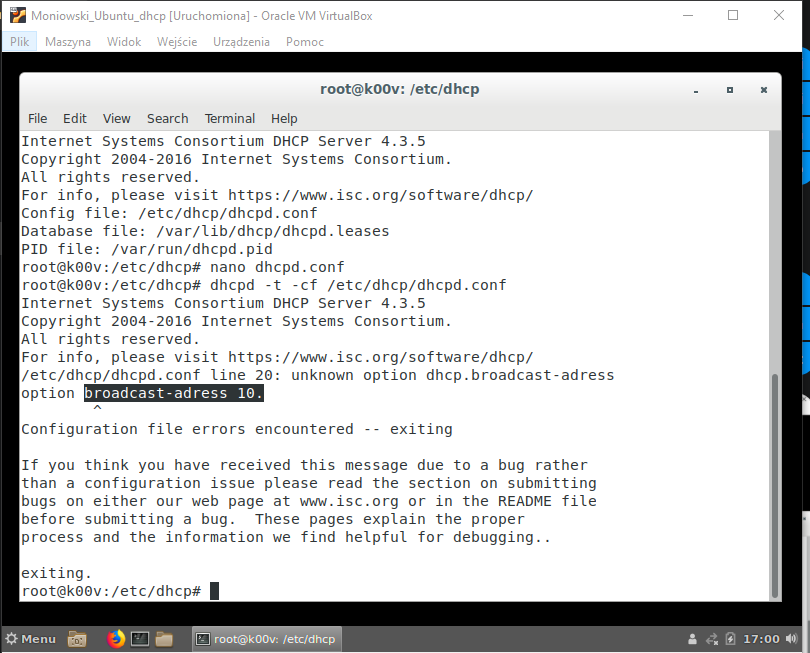 Moniowski_Ubuntu_dhcp [Uruchomiona] - Oracle VM VirtualBox
Plik Maszyna Widok Wejście Urządzenia Pomoc
root@k00v: /etc/dhcp
File Edit View Search Terminal Help
Internet Systems Consortium DHCP Server 4.3.5
Copyright 2004-2016 Internet Systems Consortium.
All rights reserved.
For info, please visit https://www.isc.org/software/dhcp/
Config file: /etc/dhcp/dhcpd.conf
Database file: /var/lib/dhcp/dhcpd.leases
PID file: /var/run/dhcpd.pid
root@k00v:/etc/dhcp# nano dhcpd.conf
root@k00v:/etc/dhcp# dhcpd -t -cf /etc/dhcp/dhcpd.conf
Internet Systems Consortium DHCP Server 4.3.5
Copyright 2004-2016 Internet Systems Consortium.
All rights reserved.
For info, please visit https://www.isc.org/software/dhcp/
/etc/dhcp/dhcpd.conf line 20: unknown option dhcp.broadcast-adress
option broadcast-adress 10.
^
Configuration file errors encountered -- exiting
If you think you have received this message due to a bug rather
than a configuration issue please read the section on submitting
bugs on either our web page at www.isc.org or in the README file
before submitting a bug.  These pages explain the proper
process and the information we find helpful for debugging..
exiting.
root@k00v:/etc/dhcp#
Menu root@k00v: /etc/dhcp 17:00